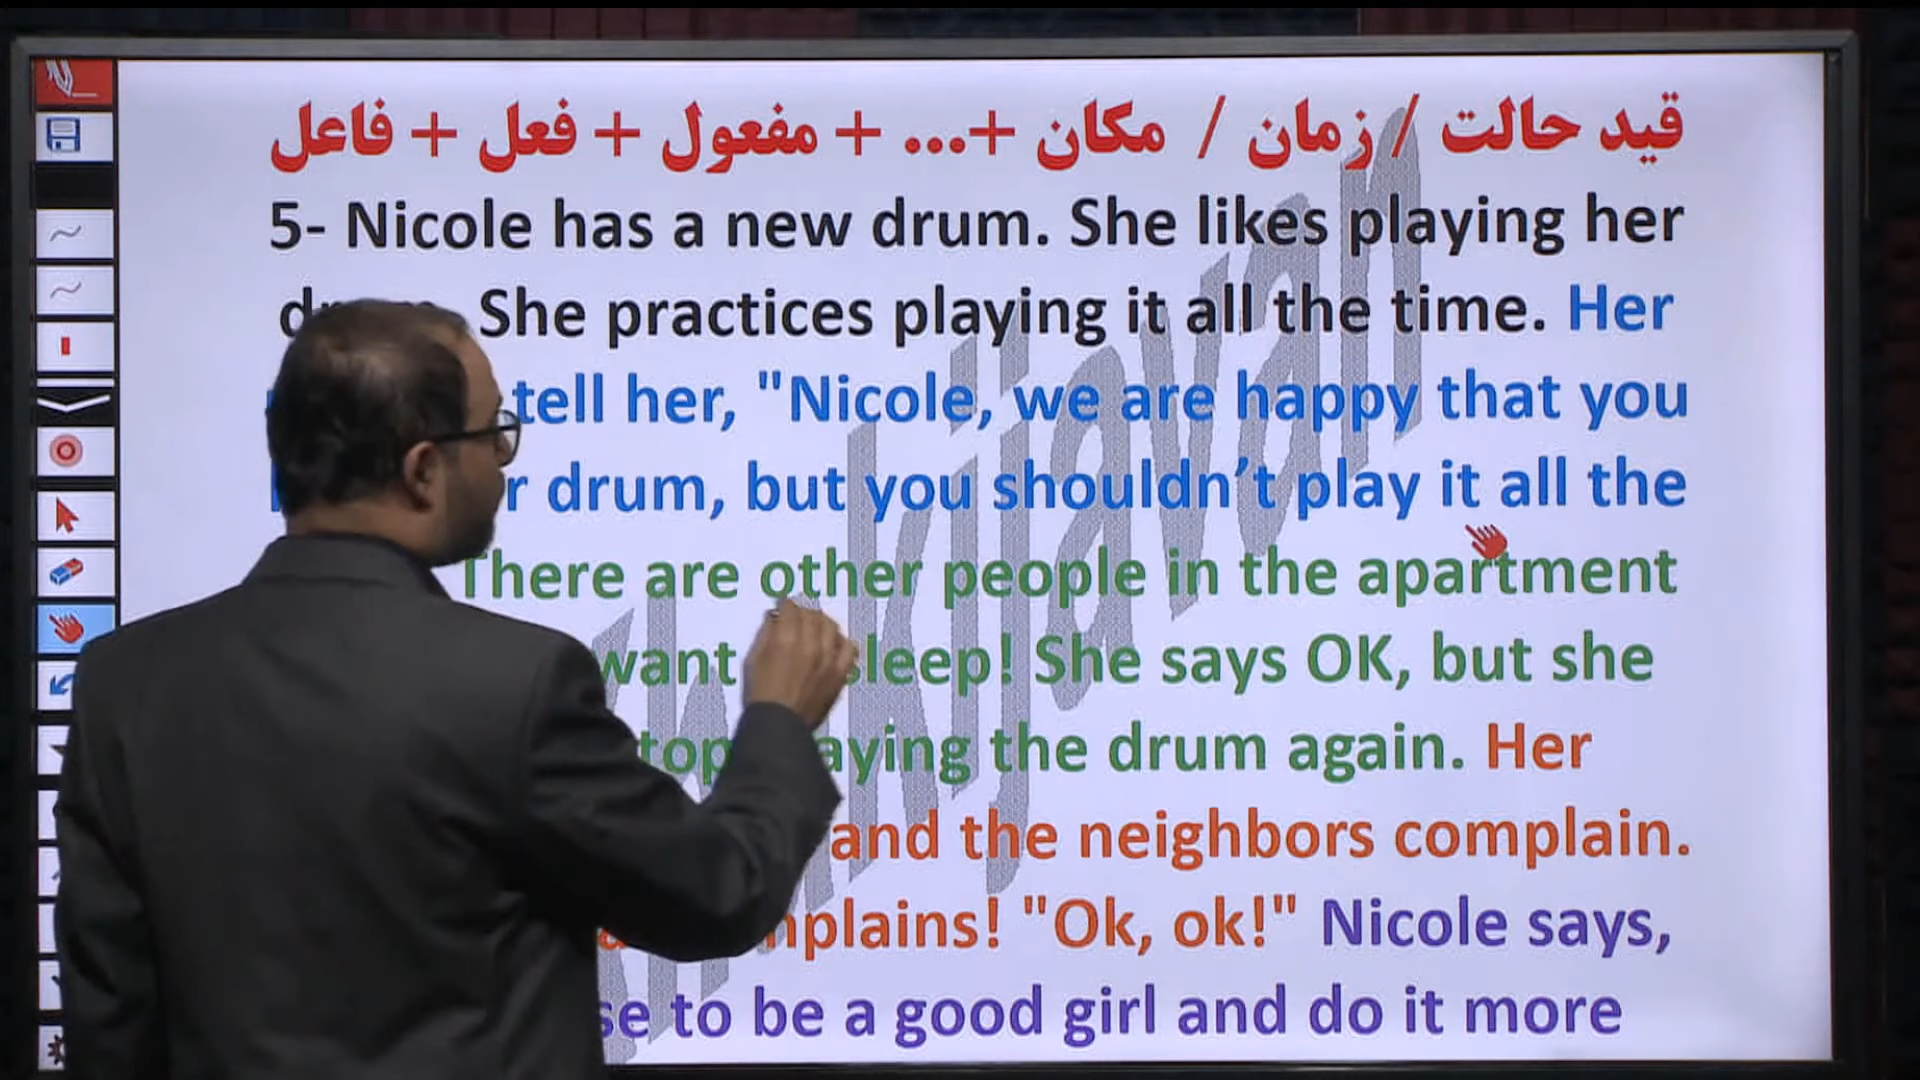 قید حالت / زمان / مکان +... + مفعول + فعل + فاعل
5- Nicole has a new drum. She likes playing her
She practices playing it all the time. Her
tell her, "Nicole, we are happy that you
drum, but you shouldn't play it all the
There are other people in the apartment
want sleep! She says OK, but she
the drum again. Her
and the neighbors complain.
"Ok, ok!" Nicole says,
to be a good girl and do it more
kijavan